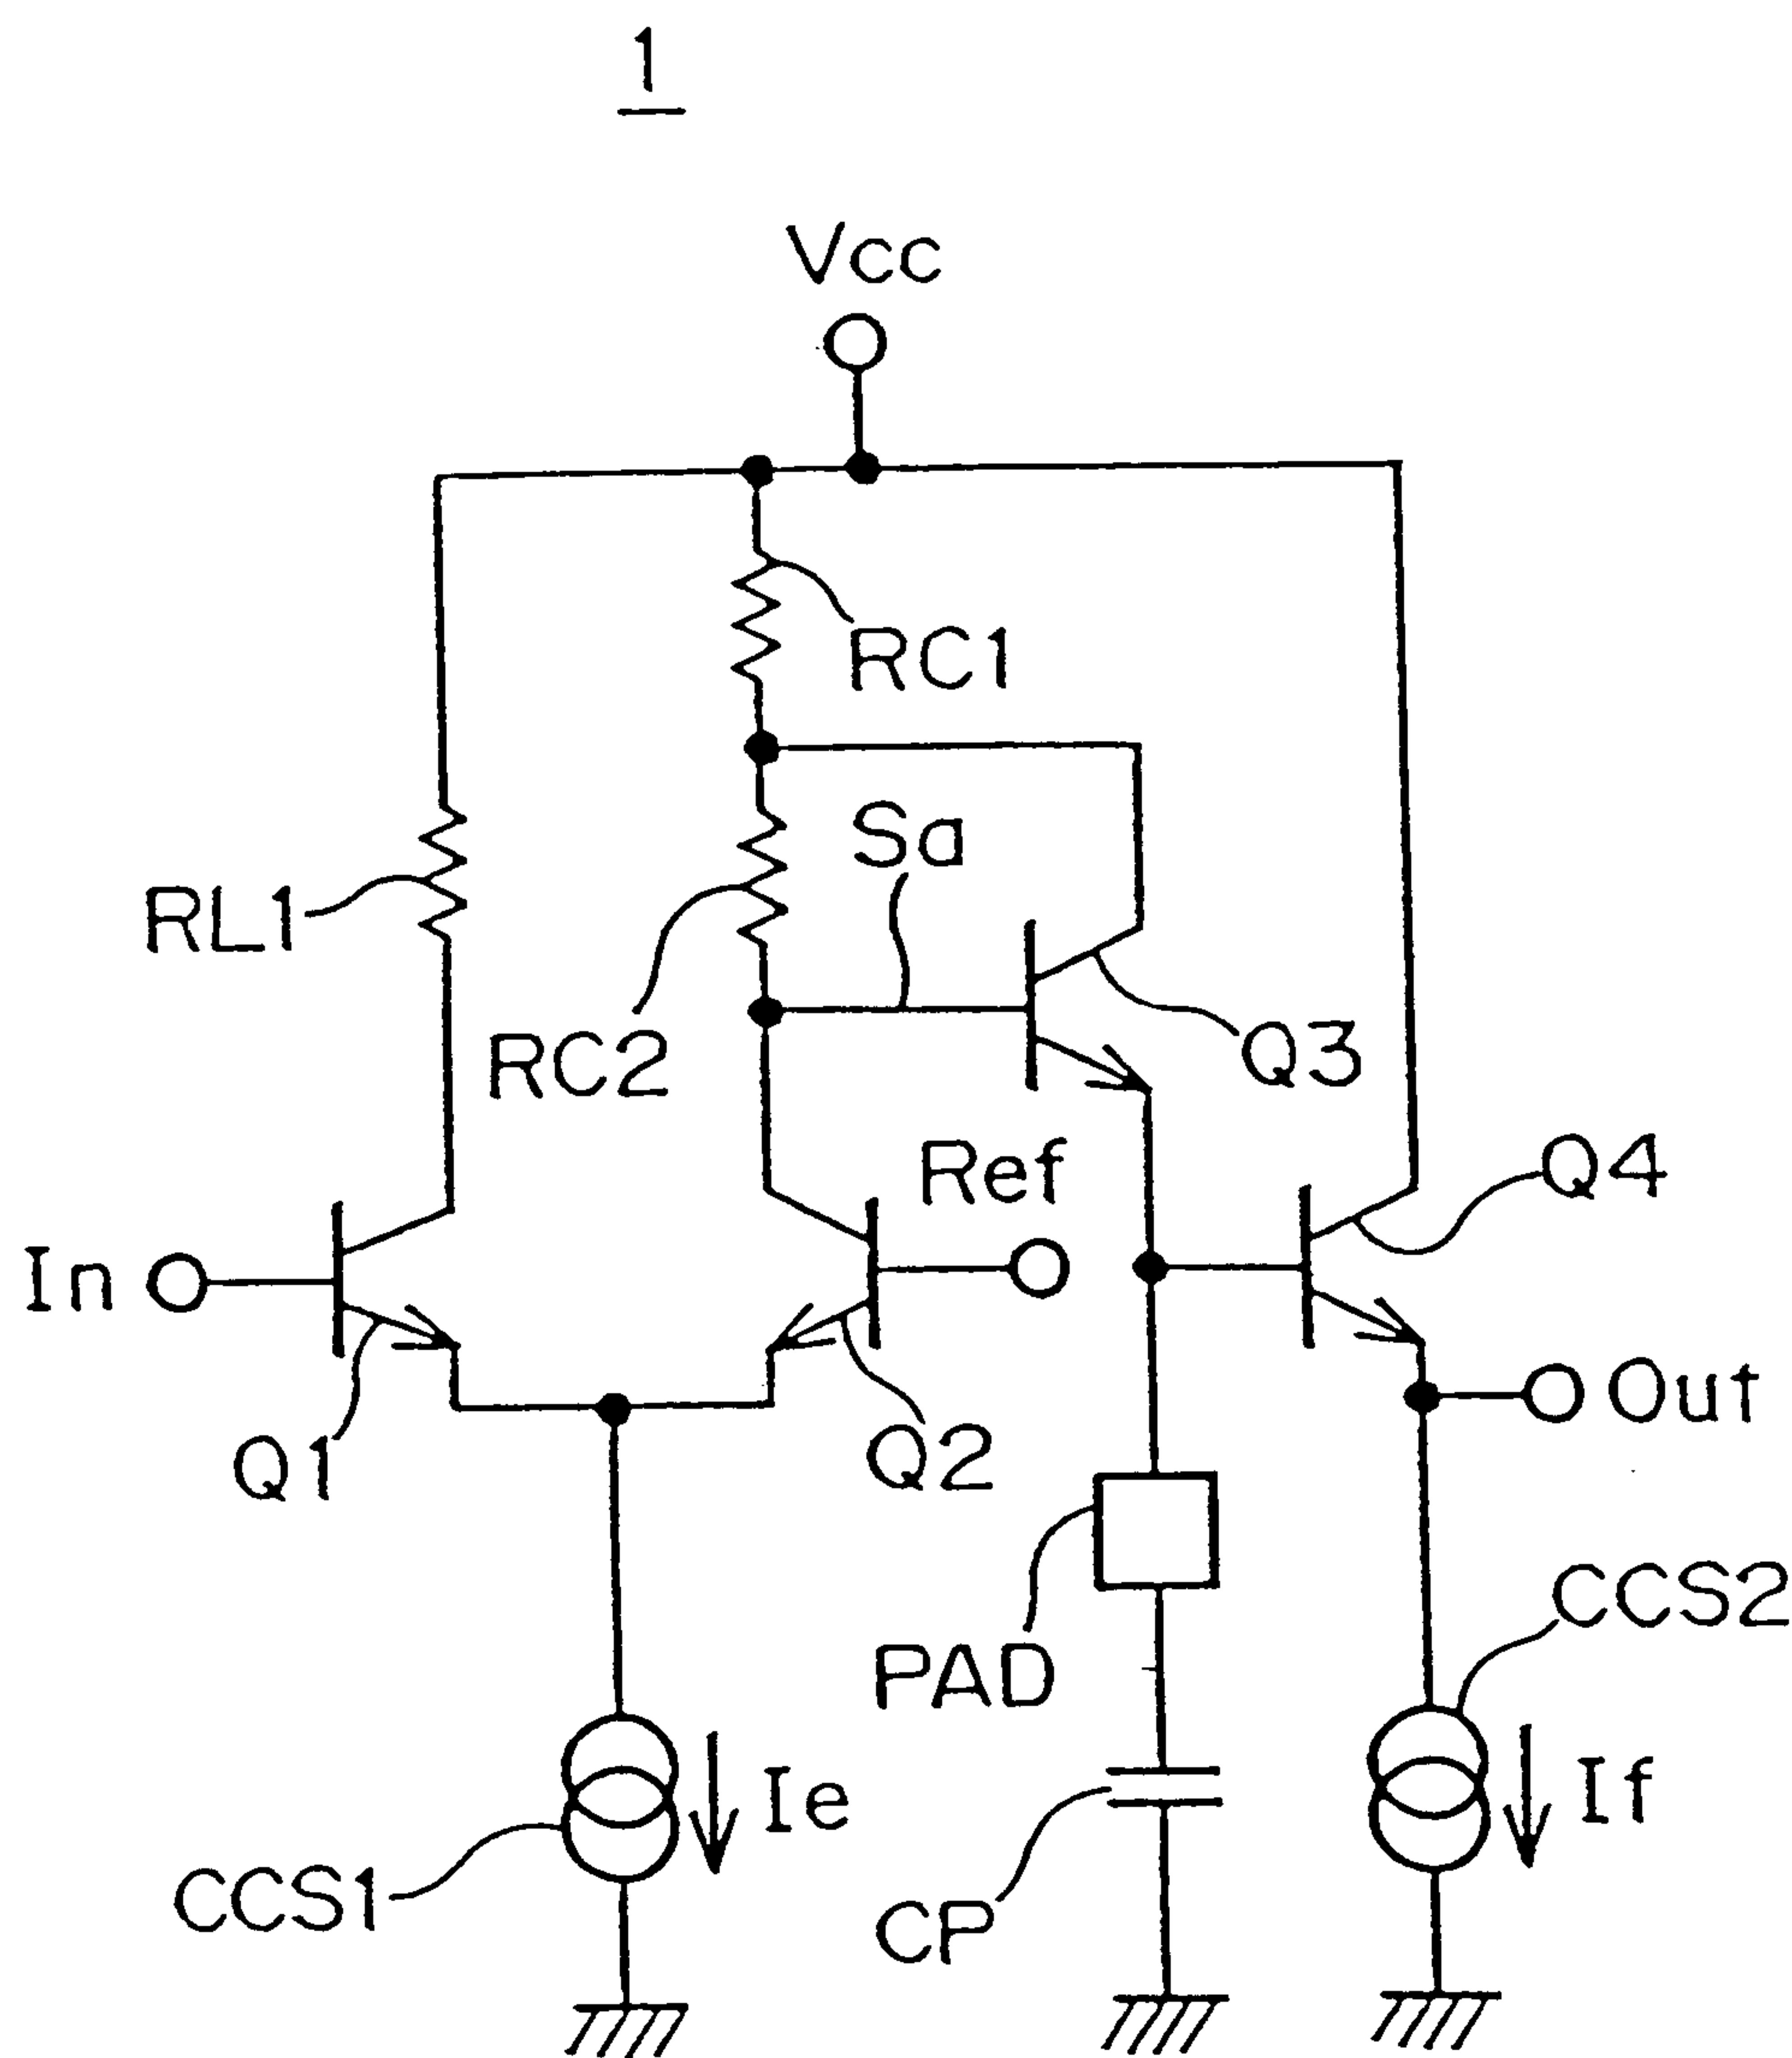 1
Vcc
RC1
Sa
RL1
RC2
Q3
Ref
Q4
In
Out
Q1
Q2
CCS2
PAD
Ie
If
CCS1
CP